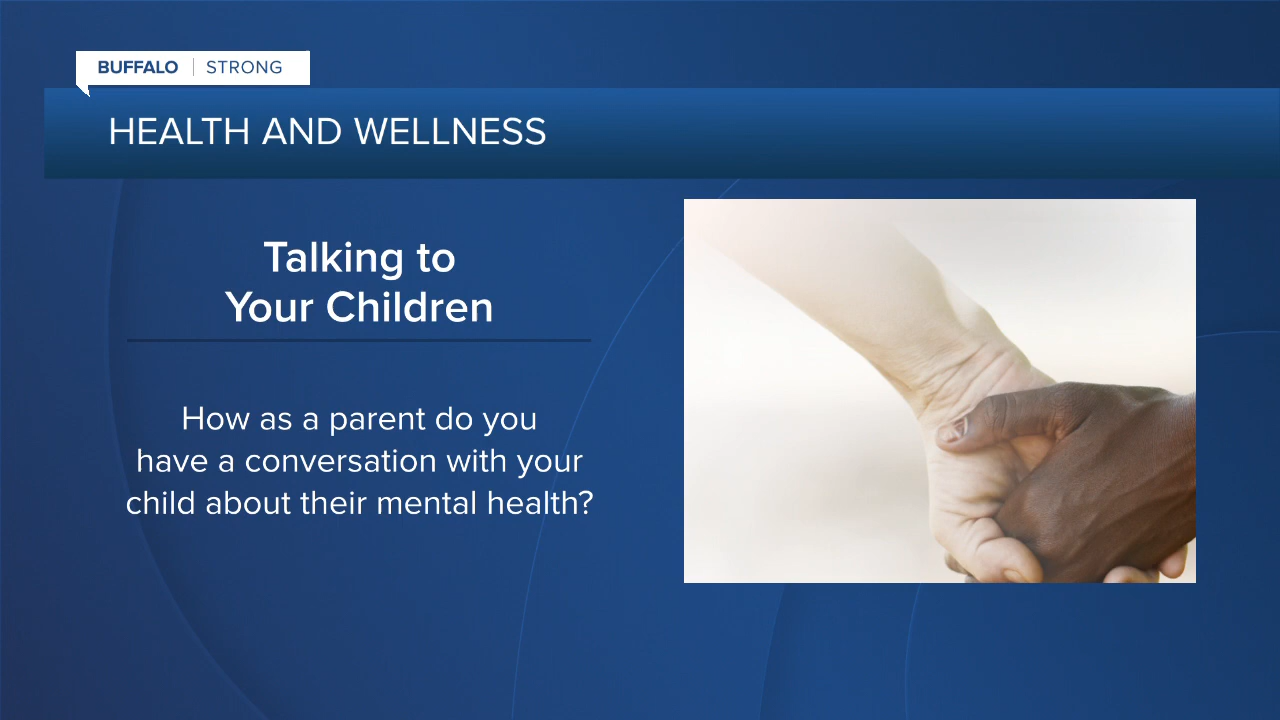 BUFFALO | STRONG
HEALTH AND WELLNESS
Talking to
Your Children
How as a parent do you
have a conversation with your
child about their mental health?